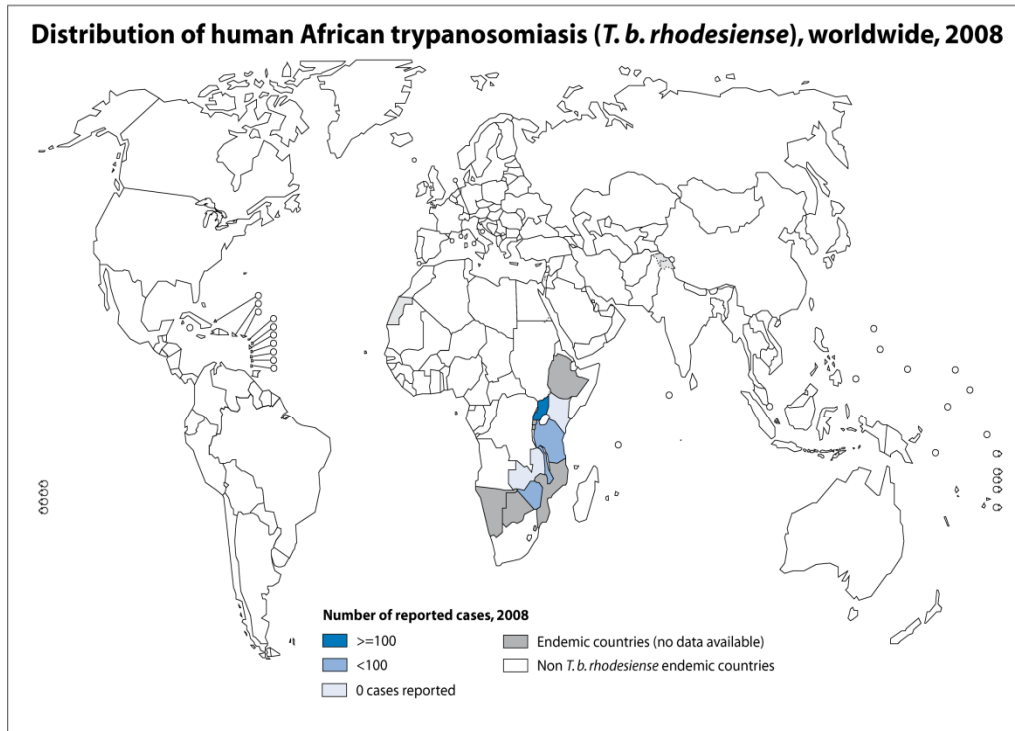 Distribution of human African trypanosomiasis (T. b. rhodesiense), worldwide, 2008
Number of reported cases, 2008
>=100
<100
0 cases reported
Endemic countries (no data available)
Non T. b. rhodesiense endemic countries